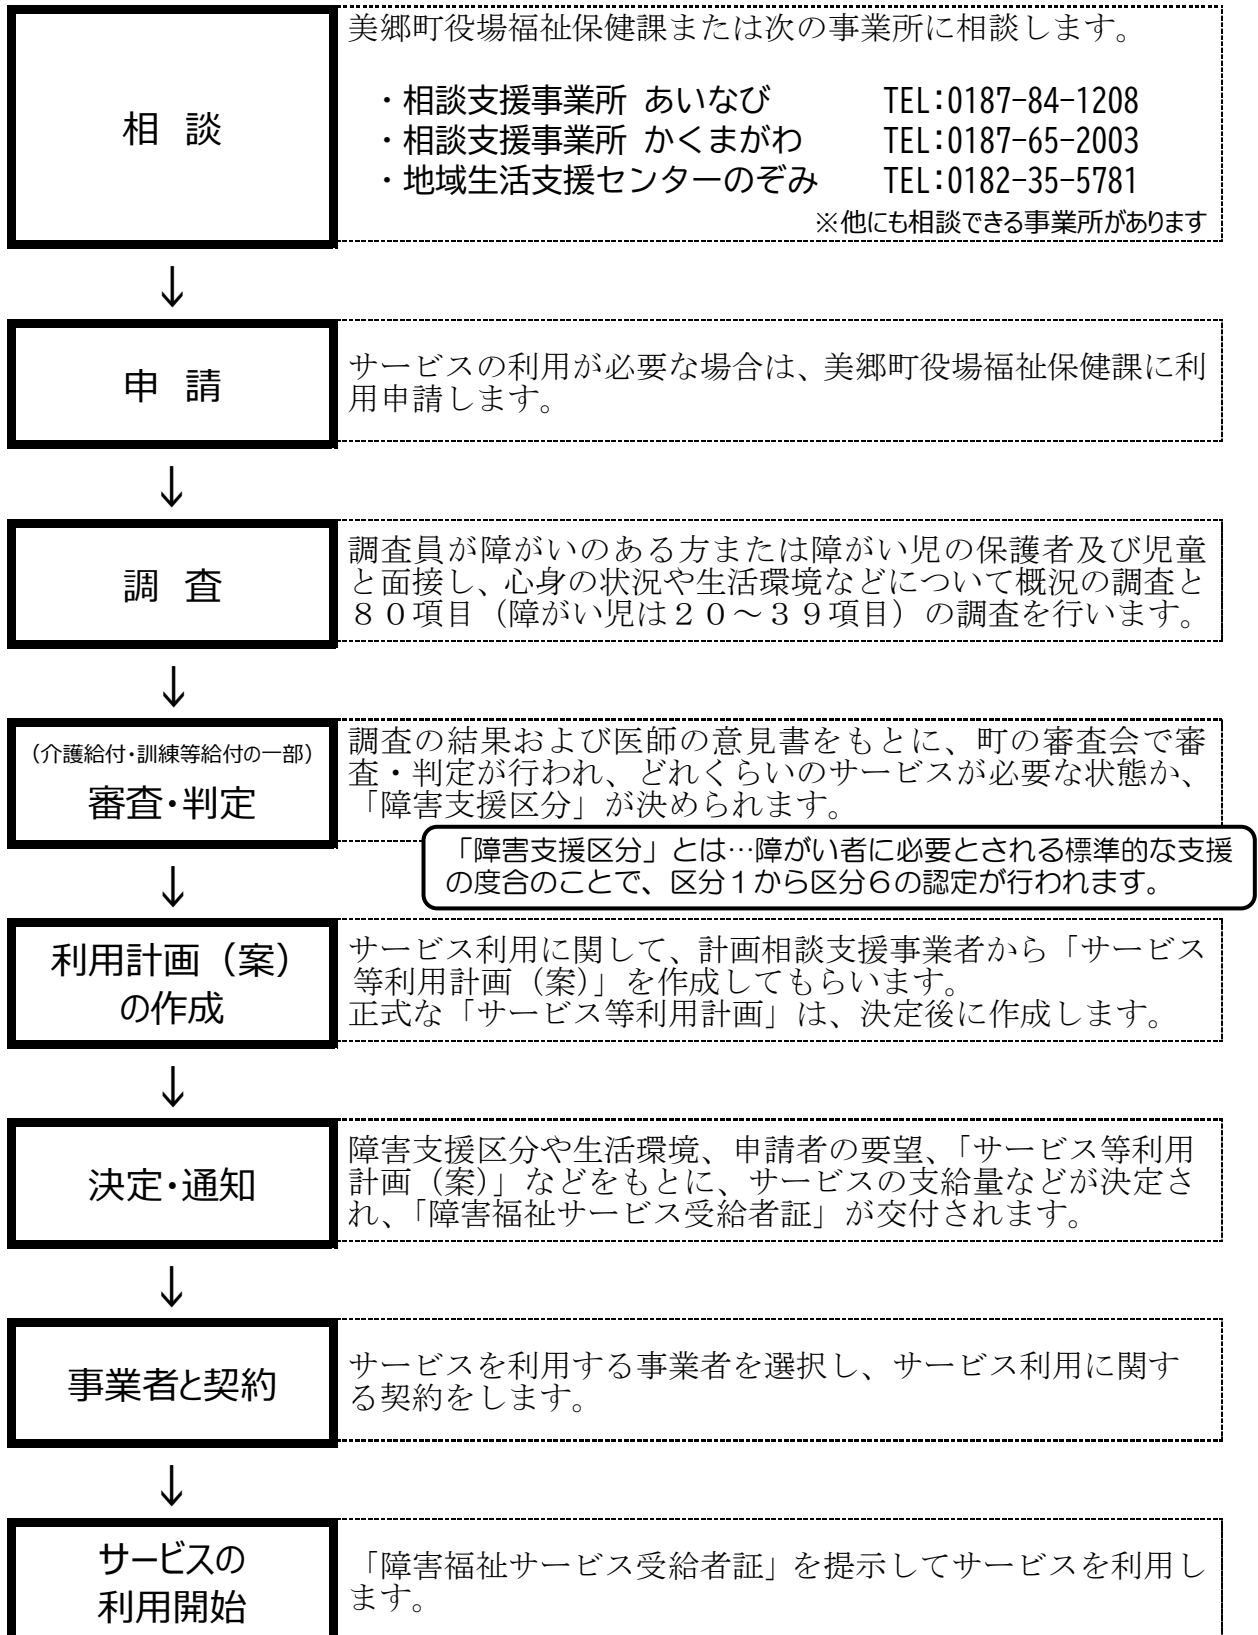 相 談
美郷町役場福祉保健課または次の事業所に相談します。
・相談支援事業所 あいなび TEL:0187-84-1208
・相談支援事業所 かくまがわ TEL:0187-65-2003
・地域生活支援センターのぞみ TEL:0182-35-5781
※他にも相談できる事業所があります
↓
申 請
サービスの利用が必要な場合は、美郷町役場福祉保健課に利
用申請します。
↓
調 査
調査員が障がいのある方または障がい児の保護者及び児童
と面接し、心身の状況や生活環境などについて概況の調査と
80項目（障がい児は20～39項目）の調査を行います。
↓
（介護給付・訓練等給付の一部）
審査・判定
調査の結果および医師の意見書をもとに、町の審査会で審
査・判定が行われ、どれくらいのサービスが必要な状態か、
「障害支援区分」が決められます。
「障害支援区分」とは…障がい者に必要とされる標準的な支援
の度合のことで、区分1から区分6の認定が行われます。
↓
利用計画（案）
の作成
サービス利用に関して、計画相談支援事業者から「サービス
等利用計画（案）」を作成してもらいます。
正式な「サービス等利用計画」は、決定後に作成します。
↓
決定・通知
障害支援区分や生活環境、申請者の要望、「サービス等利用
計画（案）」などをもとに、サービスの支給量などが決定さ
れ、「障害福祉サービス受給者証」が交付されます。
↓
事業者と契約
サービスを利用する事業者を選択し、サービス利用に関す
る契約をします。
↓
サービスの
利用開始
「障害福祉サービス受給者証」を提示してサービスを利用し
ます。